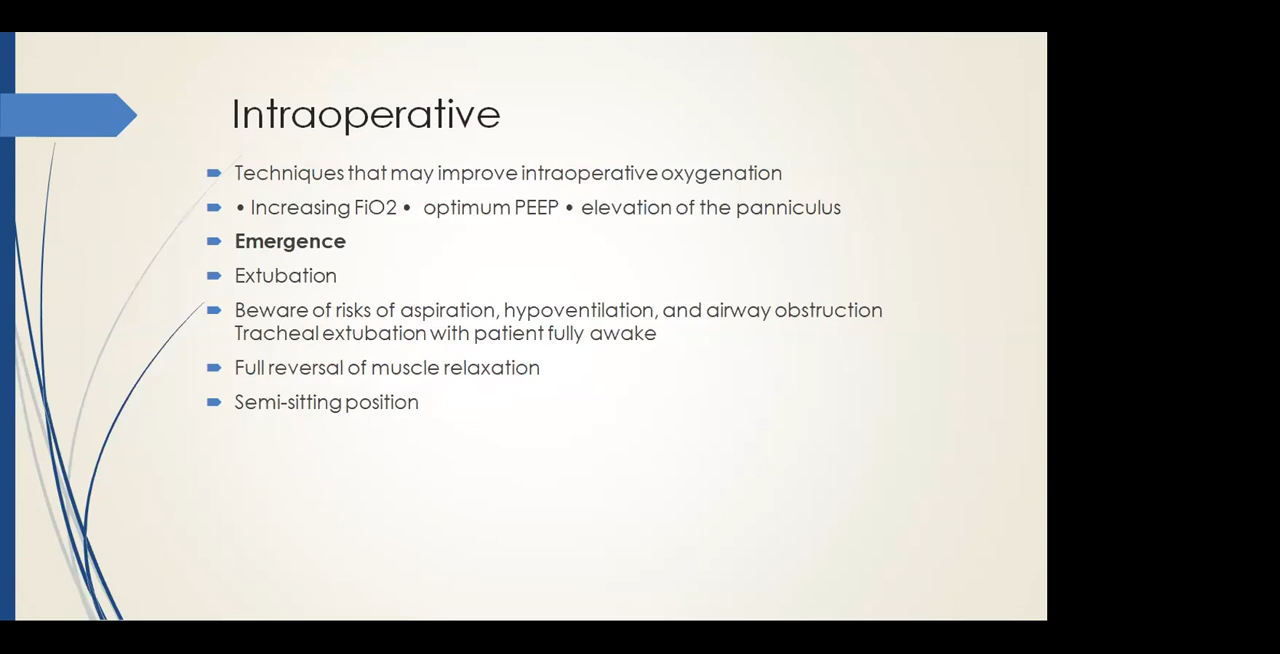 Intraoperative
Techniques that may improve intraoperative oxygenation
• Increasing FiO2 • optimum PEEP • elevation of the panniculus
Emergence
Extubation
Beware of risks of aspiration, hypoventilation, and airway obstruction
Tracheal extubation with patient fully awake
Full reversal of muscle relaxation
Semi-sitting position